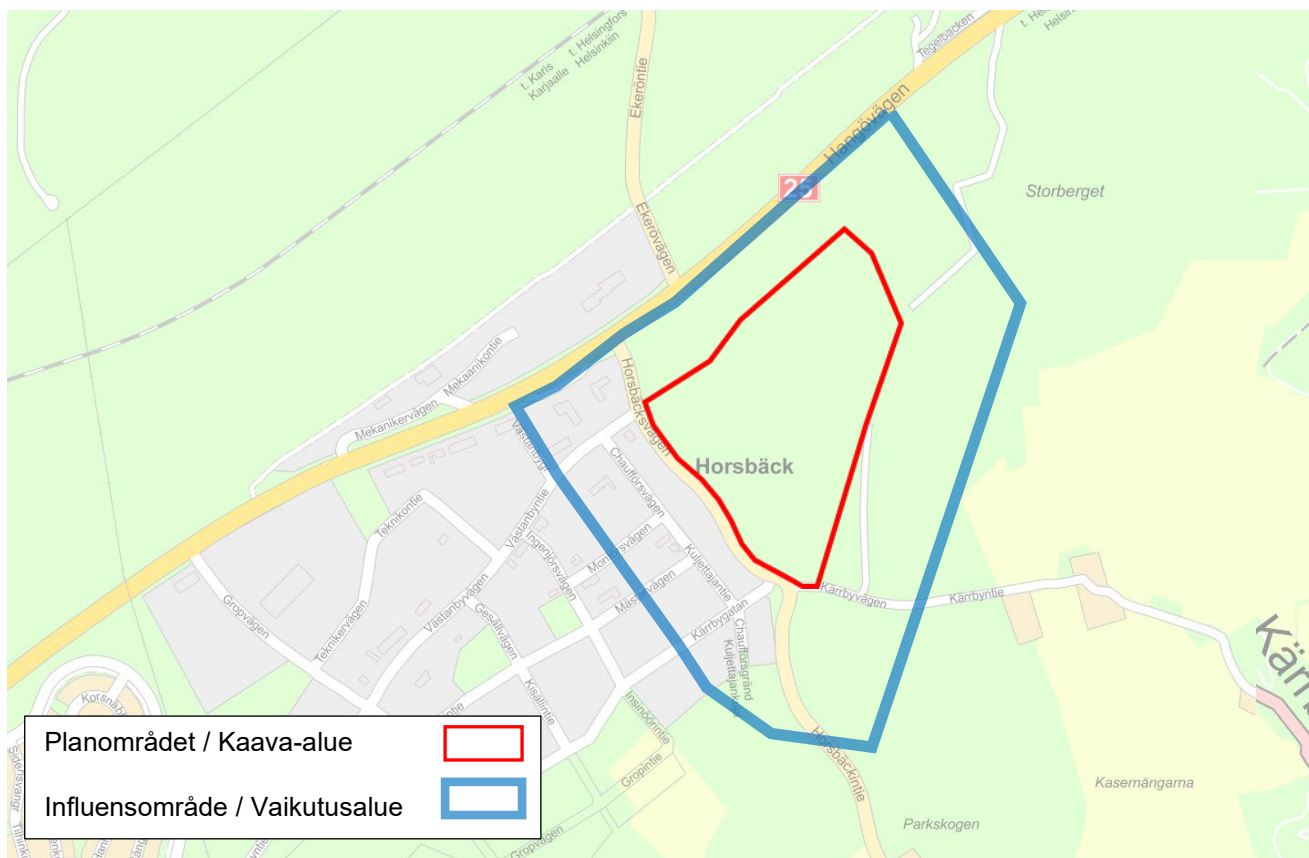 t. Karis
Karjaalle
t. Helsingfors
Helsinkiin
Ekeröntie
Tegelbacken
Hangövägen
25
Storberget
Ekerövägen
Mekaanikontie
Mekanikervägen
Horsbäcksvägen
Horsbäck
Chaufförsvägen
Teknikontie
Västanbyntie
Ingenjörsvägen
Montörsvägen
Kuljettajantie
Mästarvägen
Kärrbyvägen
Kärrbyntie
Gropvägen
Västanbyvägen
Gesällvägen
Kärrbygatan
Teknikervägen
Chaufförsgränd
Kuljettajankuja
Kisällintie
Insinöörintie
Horsbäckintie
Gropintie
Kasernängarna
Parkskogen
Planområdet / Kaava-alue
Influensområde / Vaikutusalue